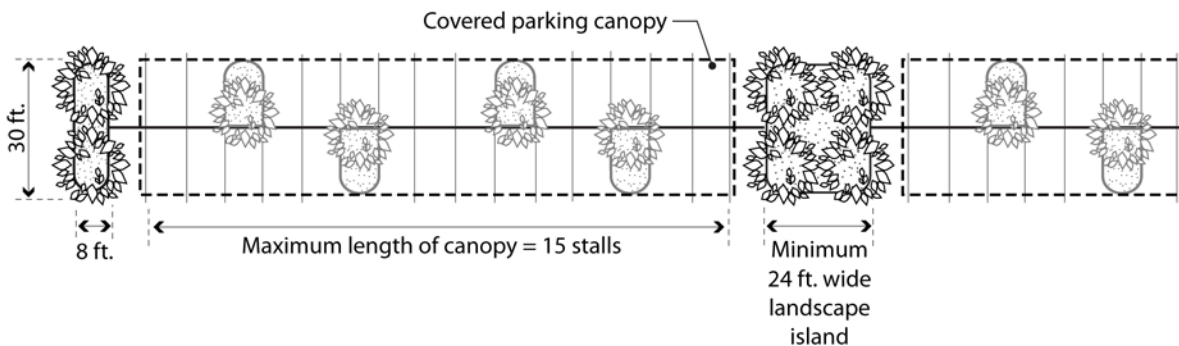 Covered parking canopy
30 ft.
8 ft.
Maximum length of canopy = 15 stalls
Minimum
24 ft. wide
landscape
island